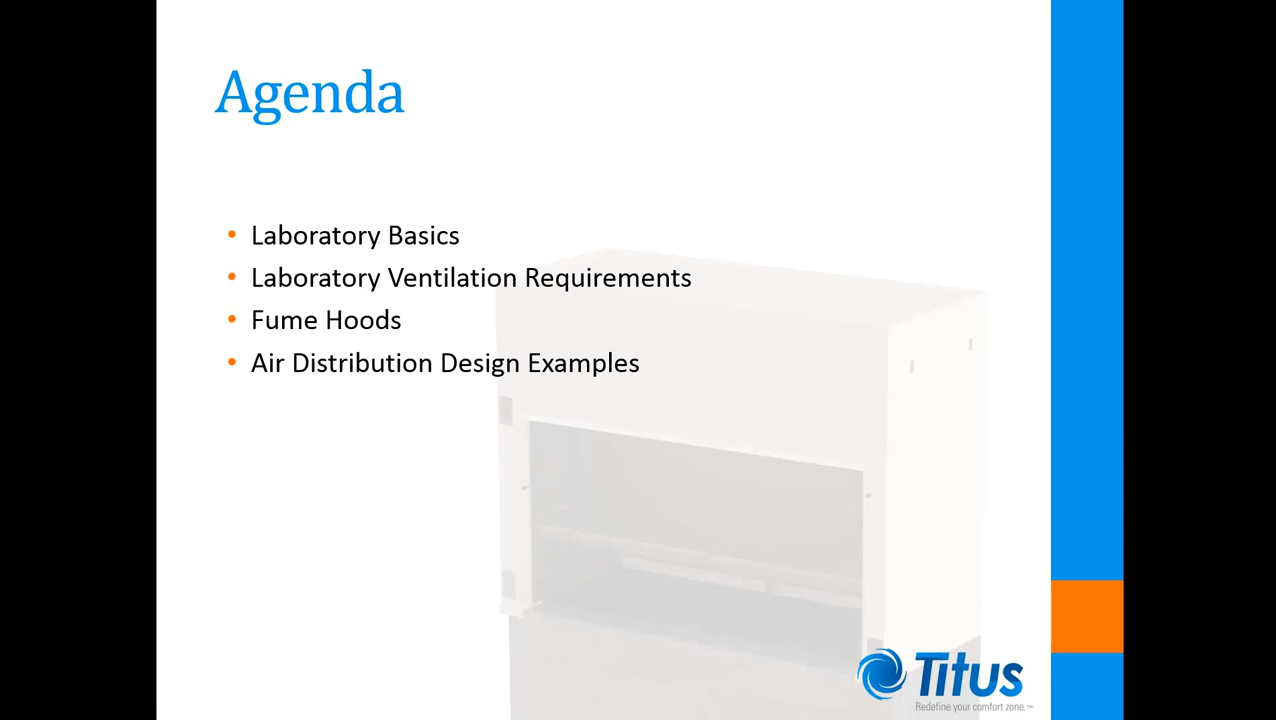 Agenda
• Laboratory Basics
• Laboratory Ventilation Requirements
• Fume Hoods
• Air Distribution Design Examples
Titus
Redefine your comfort zone.™